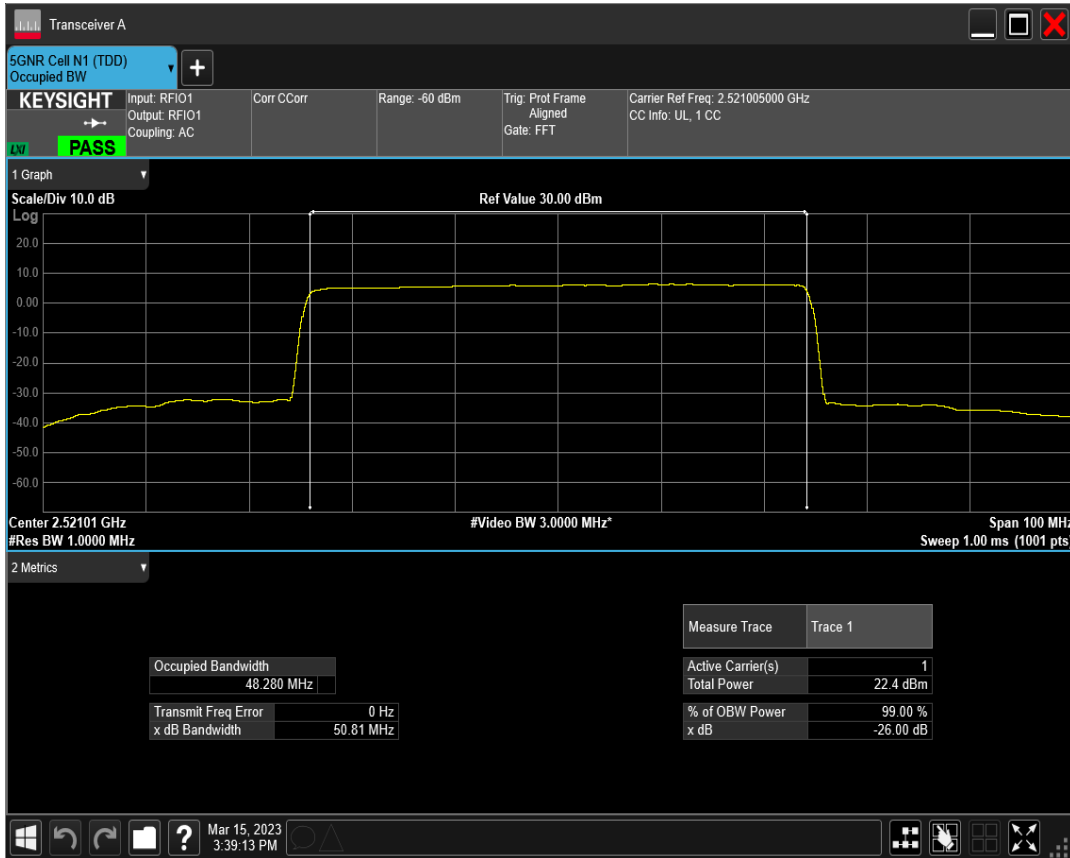 Transceiver A
5GNR Cell N1 (TDD)
Occupied BW
+
KEYSIGHT
LXI
PASS
Input: RFIO1
Output: RFIO1
Coupling: AC
Corr CCorr
Range: -60 dBm
Trig: Prot Frame
Aligned
Gate: FFT
Carrier Ref Freq: 2.521005000 GHz
CC Info: UL, 1 CC
1 Graph
Scale/Div 10.0 dB
Ref Value 30.00 dBm
Log
20.0
10.0
0.00
-10.0
-20.0
-30.0
-40.0
-50.0
-60.0
Center 2.52101 GHz
#Video BW 3.0000 MHz*
Span 100 MHz
#Res BW 1.0000 MHz
Sweep 1.00 ms (1001 pts)
2 Metrics
Measure Trace Trace 1
Occupied Bandwidth
48.280 MHz
Active Carrier(s) 1
Total Power 22.4 dBm
Transmit Freq Error 0 Hz
x dB Bandwidth 50.81 MHz
% of OBW Power 99.00 %
x dB -26.00 dB
?
Mar 15, 2023
3:39:13 PM